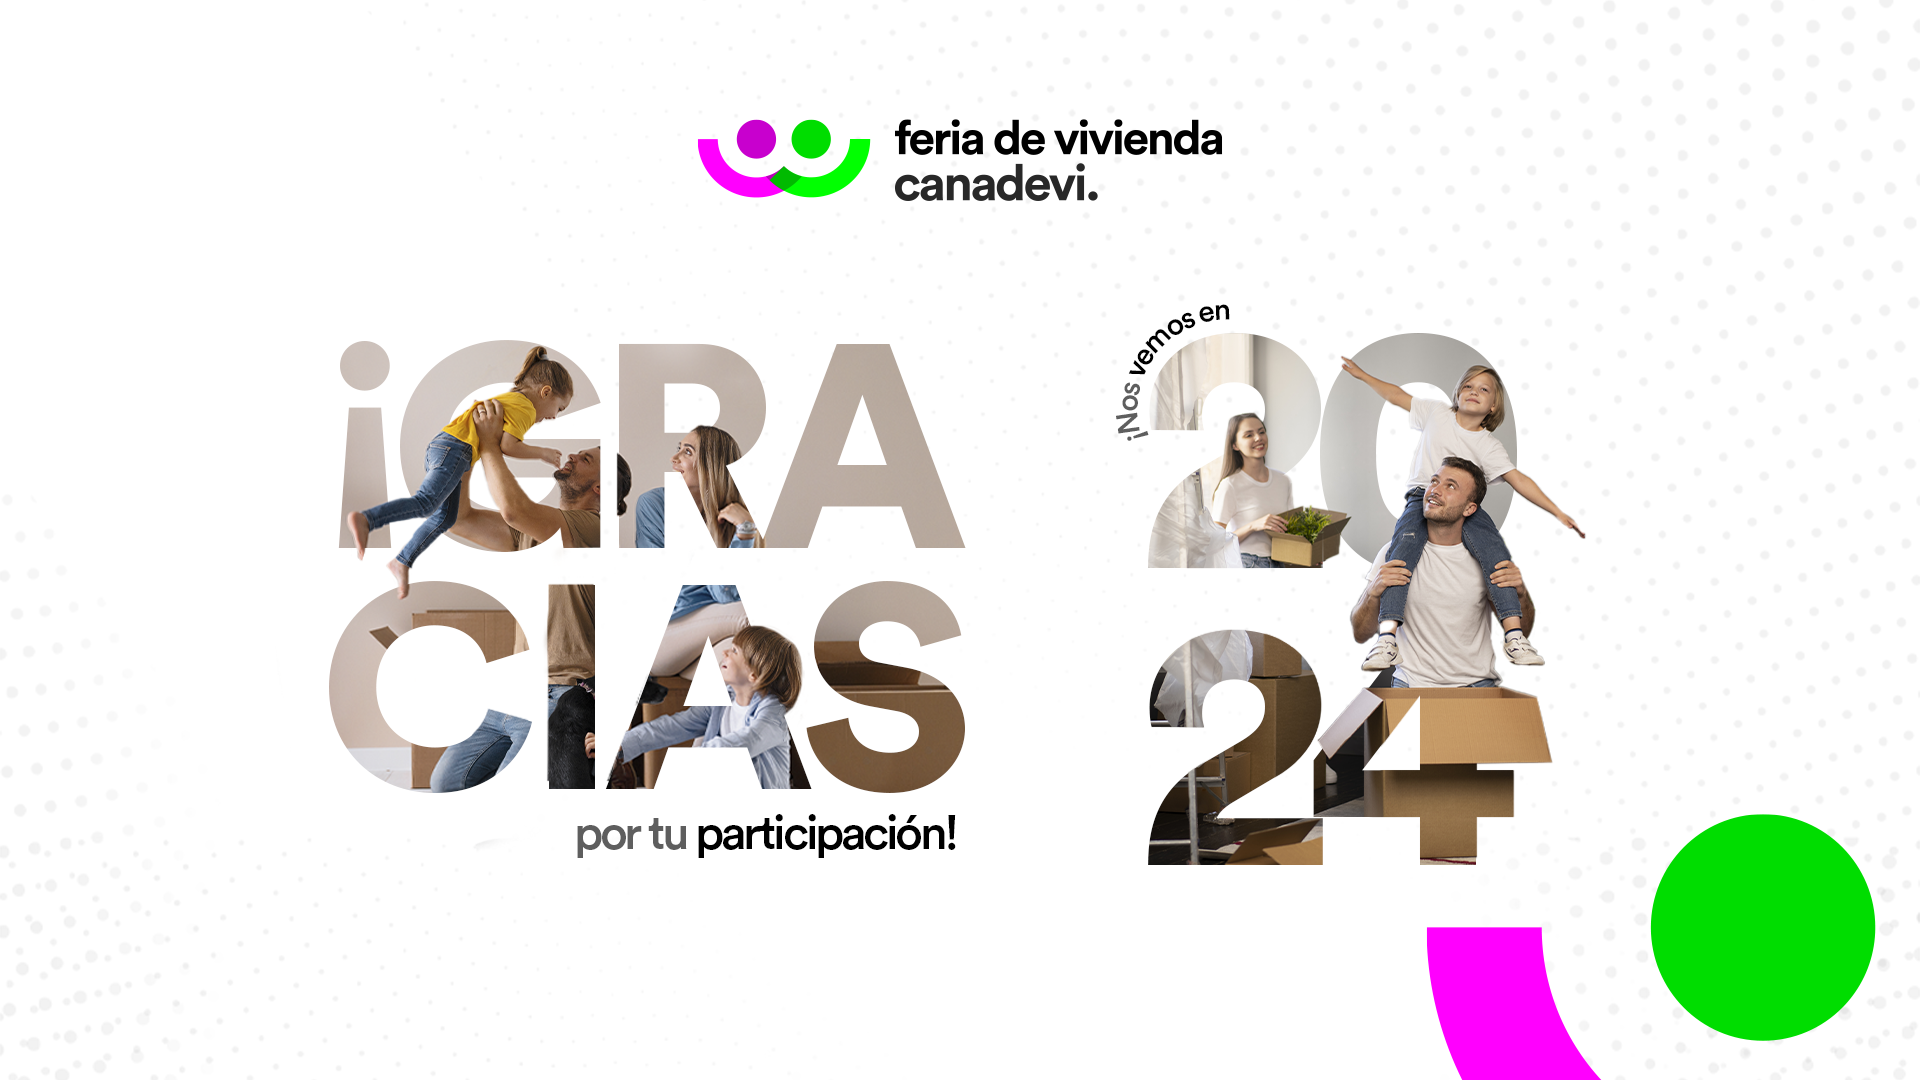 feria de vivienda
canadevi.
¡GRA
CIAS
por tu participación!
¡Nos vemos en
20
24